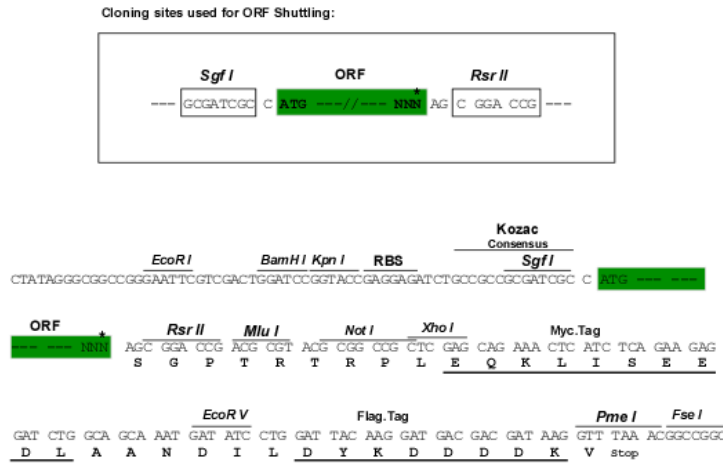 Cloning sites used for ORF Shuttling:
Sgf I ORF Rsr II
--- GCGATCGC C ATG ---//--- NNN* AG C GGA CCG ---
Kozac
Consensus
EcoR I BamH I Kpn I RBS Sgf I
CTATAGGGCGGCCGGGAATTCGTCGACTGGATCCGGTACCGAGGAGATCTGCCGCCGCGATCGC C ATG --- ---
ORF Rsr II Mlu I Not I Xho I Myc.Tag
--- --- NNN* AGC GGA CCG ACG CGT ACG CGG CCG CTC GAG CAG AAA CTC ATC TCA GAA GAG
S G P T R T R P L E Q K L I S E E
EcoR V Flag.Tag Pme I Fse I
GAT CTG GCA GCA AAT GAT ATC CTG GAT TAC AAG GAT GAC GAC GAT AAG GTT TAA ACGGCCGGC
D L A A N D I L D Y K D D D D K V Stop